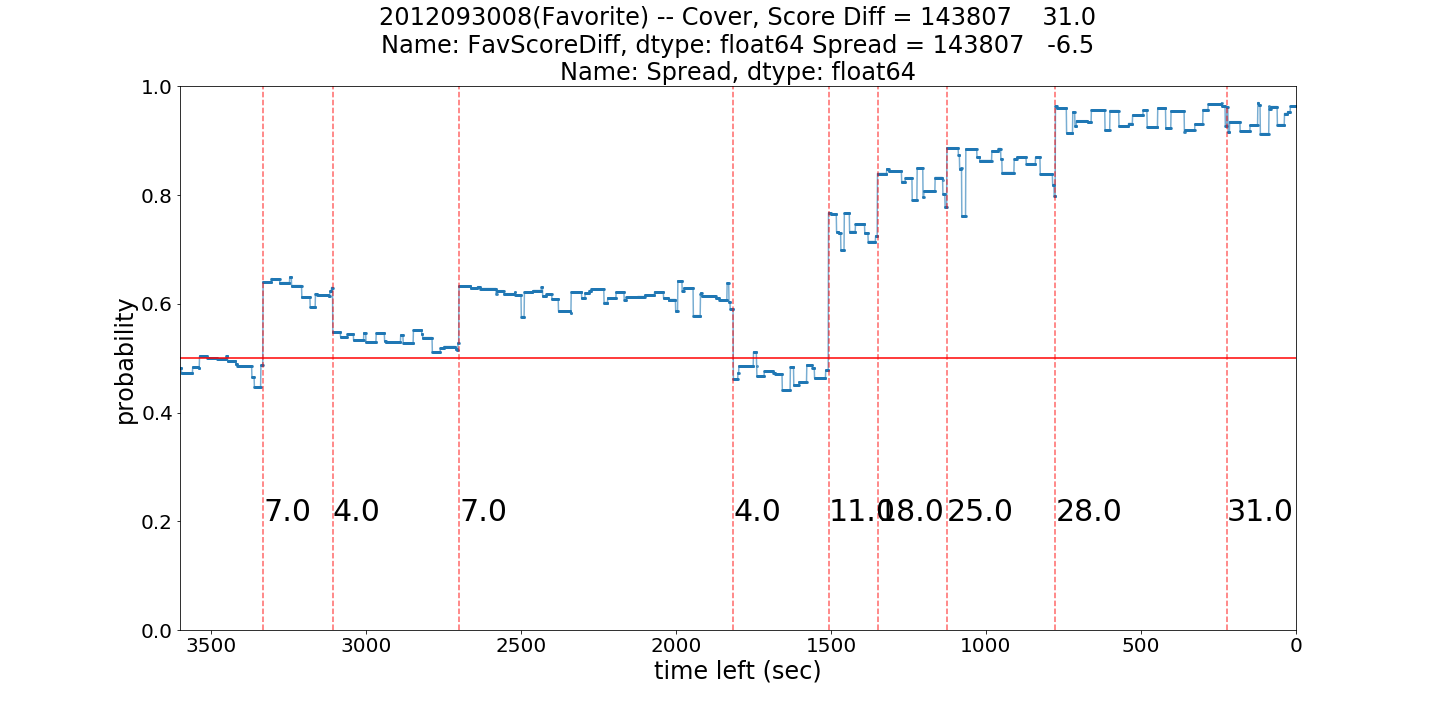 2012093008(Favorite) -- Cover, Score Diff = 143807    31.0
Name: FavScoreDiff, dtype: float64 Spread = 143807   -6.5
Name: Spread, dtype: float64
1.0
0.8
0.6
0.4
0.2
0.0
probability
7.0 4.0 7.0 4.0 11.0 18.0 25.0 28.0 31.0
3500 3000 2500 2000 1500 1000 500 0
time left (sec)